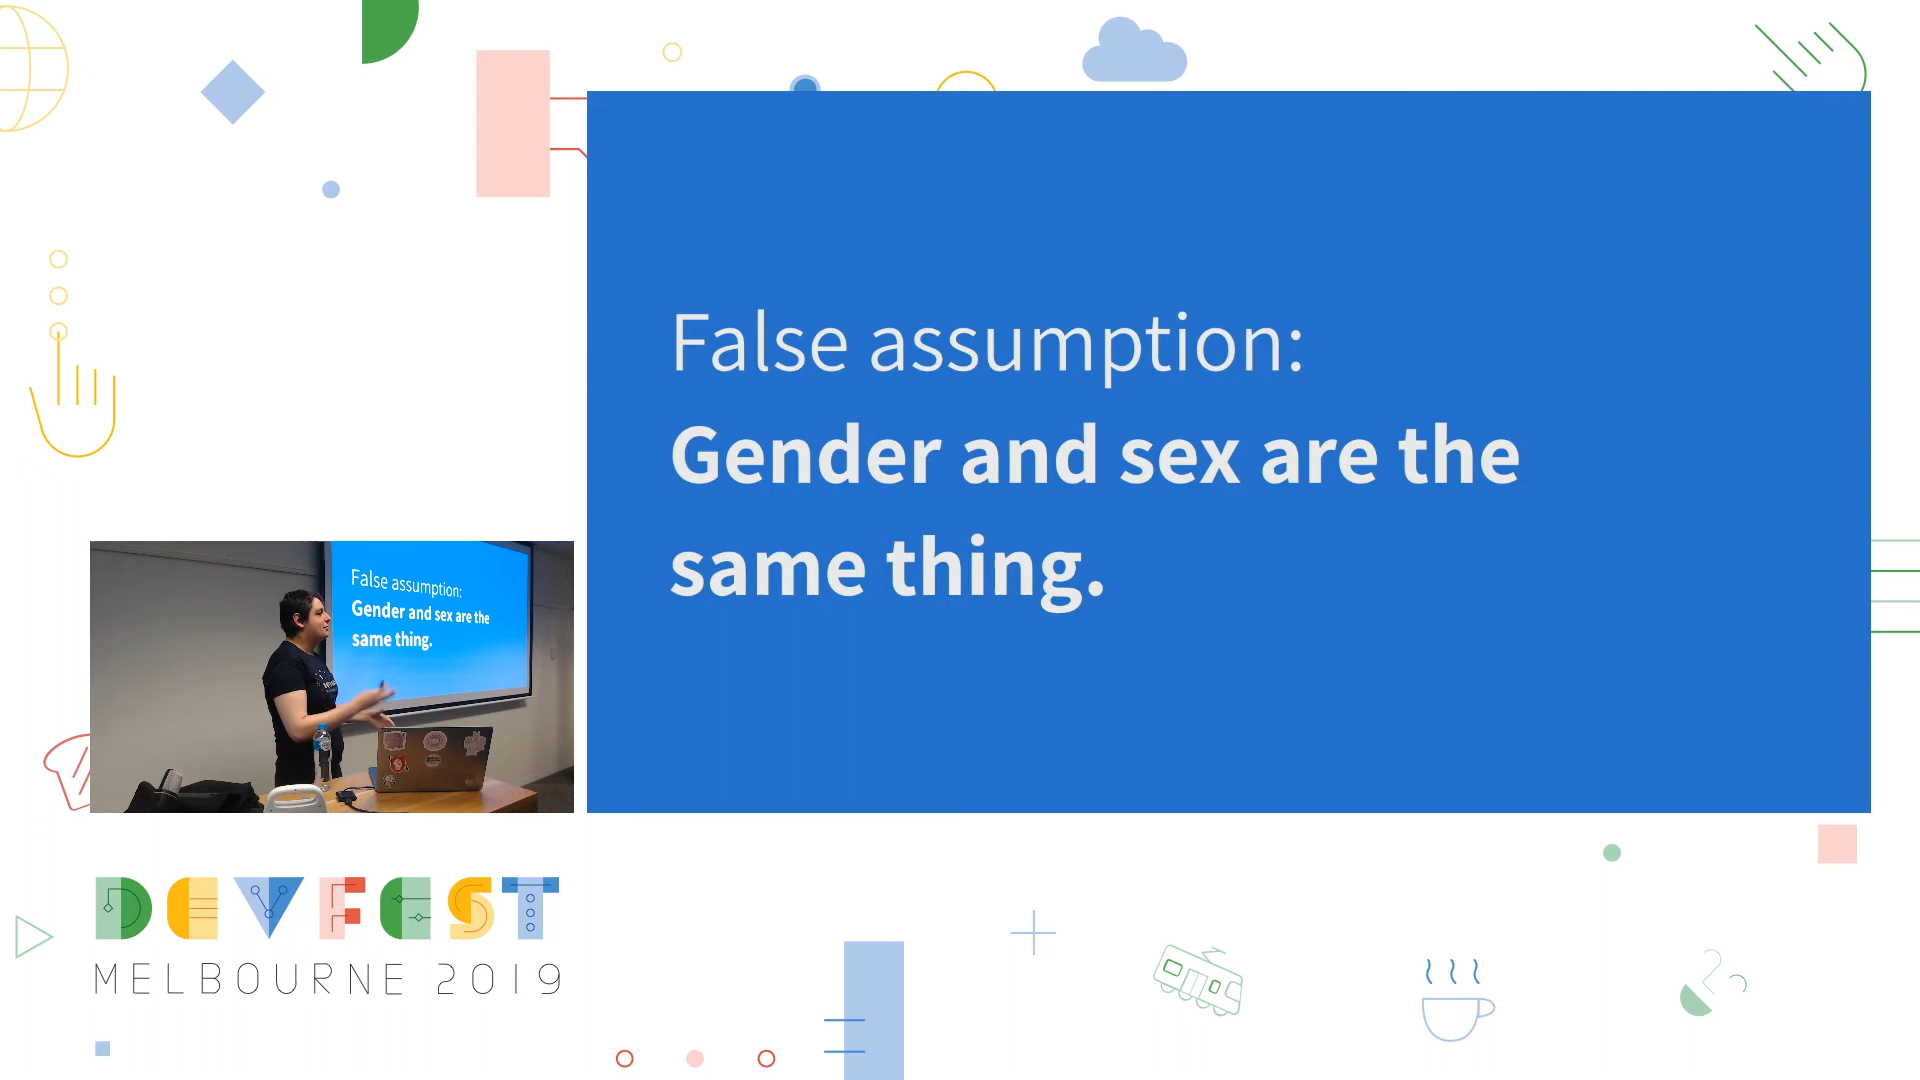 False assumption:
Gender and sex are the
same thing.
False assumption:
Gender and sex are the
same thing.
DEVFEST
MELBOURNE 2019